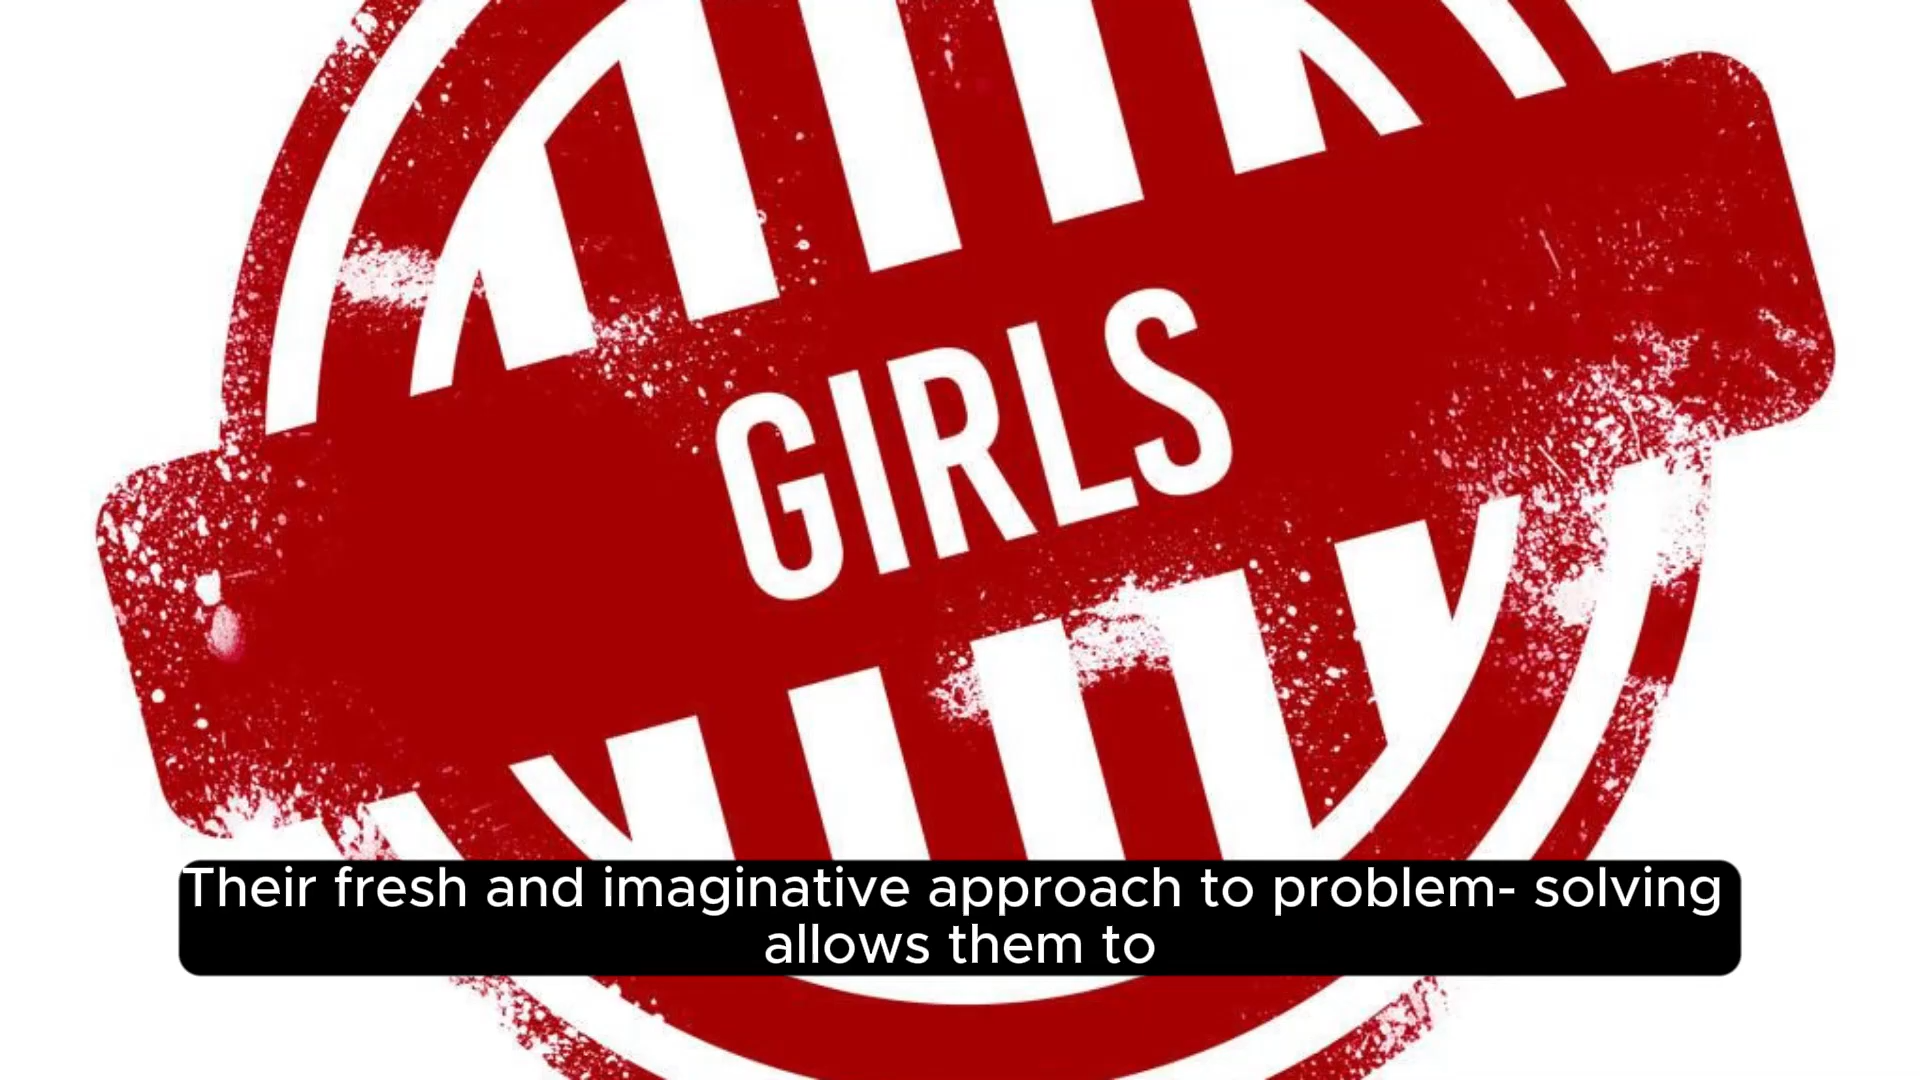 GIRLS
Their fresh and imaginative approach to problem- solving
allows them to